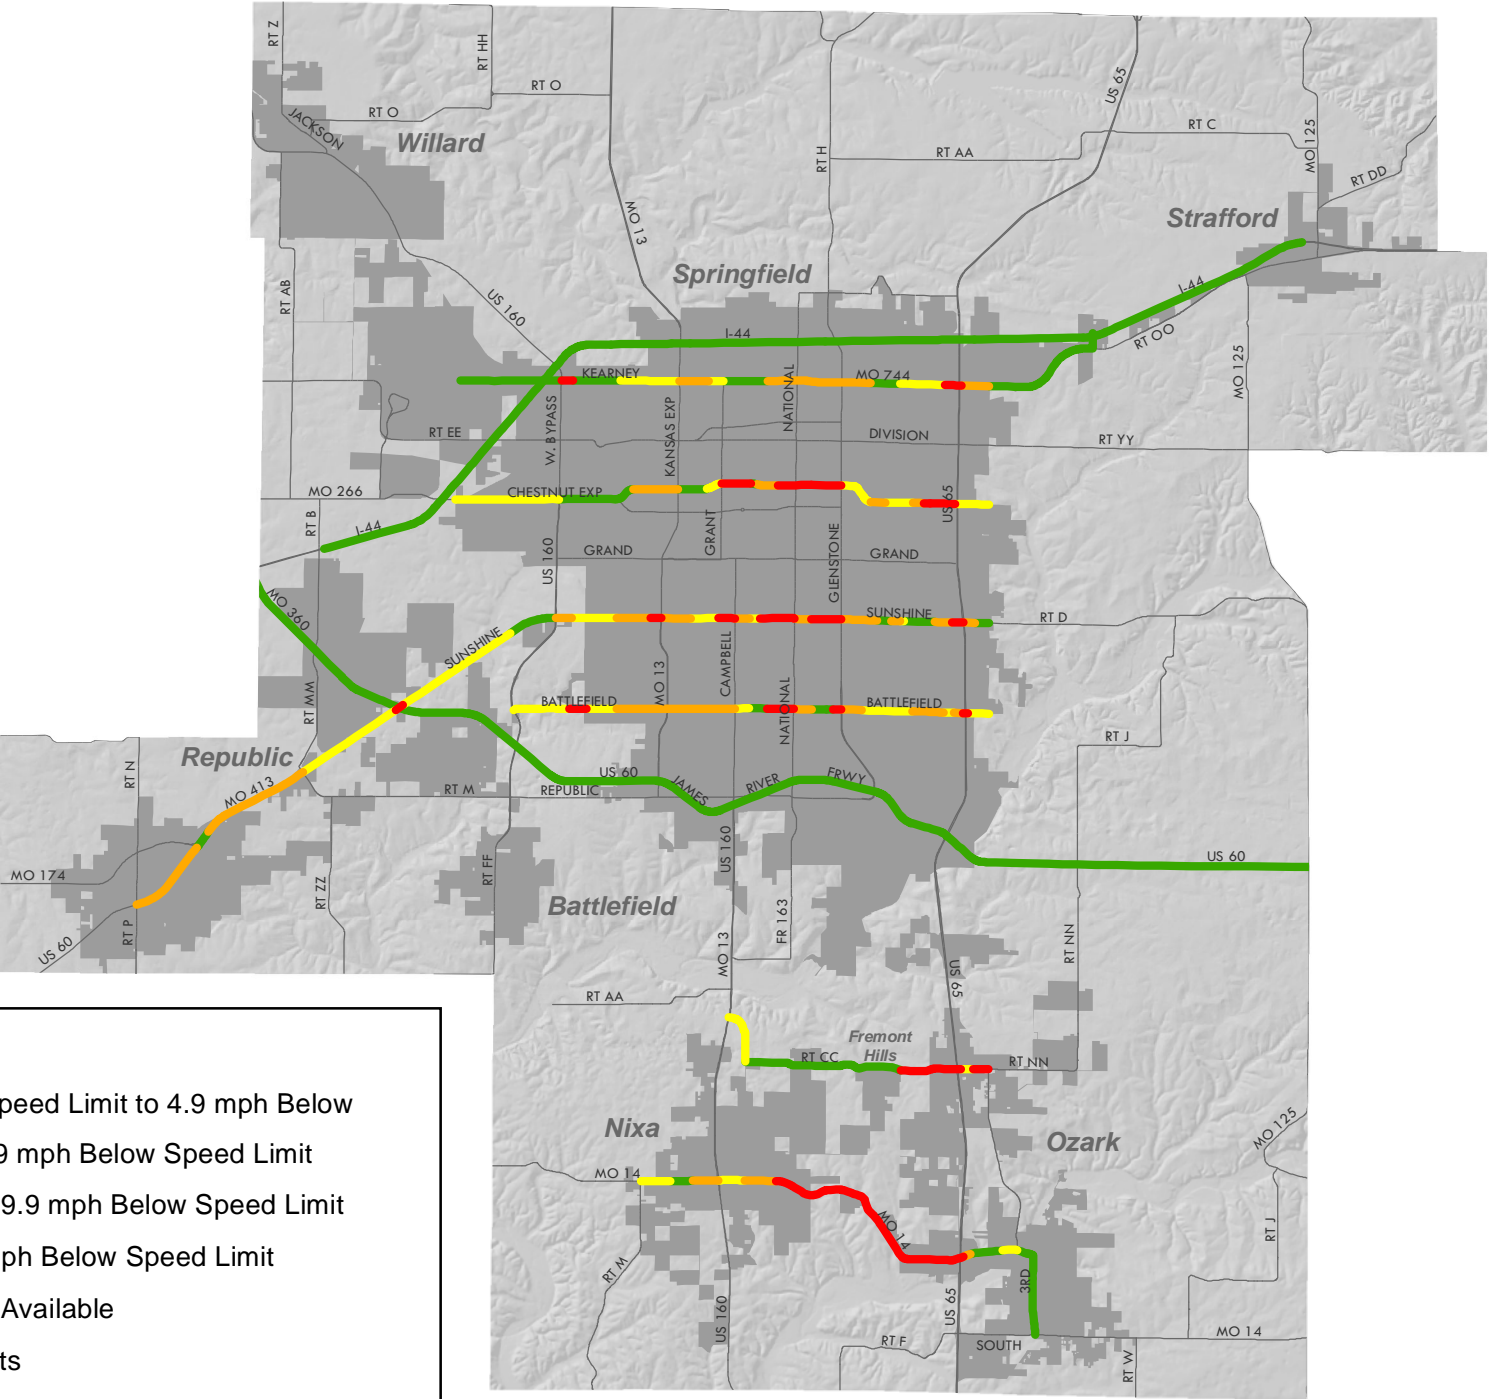 RT Z
RT HH
RT O
RT O
JACKSON
Willard
US 65
RT C
RT AA
RT H
MO 125
RT DD
MO 13
Strafford
Springfield
RT AB
US 160
I-44
I-44
RT OO
MO 125
KEARNEY
MO 744
NATIONAL
W. BYPASS
KANSAS EXP
RT EE
DIVISION
RT YY
MO 266
CHESTNUT EXP
US 65
RT B
I-44
GRANT
GRAND
GRAND
US 160
GLENSTONE
MO 360
SUNSHINE
RT D
SUNSHINE
CAMPBELL
MO 13
RT MM
BATTLEFIELD
BATTLEFIELD
NATIONAL
RT J
Republic
RT N
MO 413
RT M
US 60
REPUBLIC
JAMES
RIVER
FRWY
US 160
US 60
MO 174
RT FF
RT ZZ
Battlefield
RT P
US 60
FR 163
MO 13
RT NN
US 65
RT AA
Fremont
Hills
RT CC
RT NN
Nixa
Ozark
MO 125
MO 14
MO 14
RT M
RT J
3RD
US 160
US 65
RT F
SOUTH
MO 14
RT W
peed Limit to 4.9 mph Below
9 mph Below Speed Limit
9.9 mph Below Speed Limit
ph Below Speed Limit
Available
ts